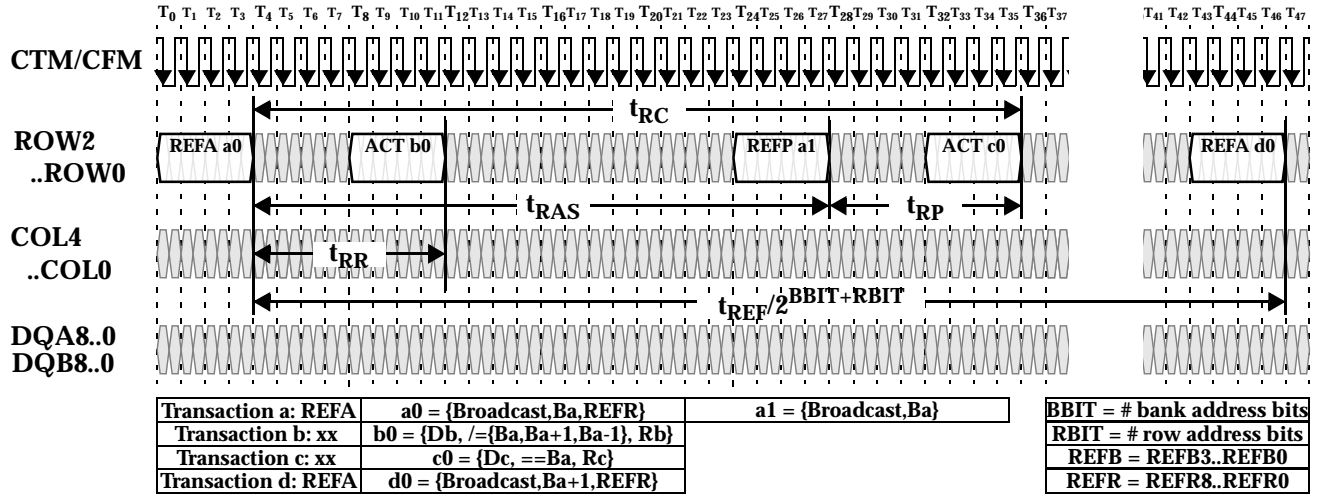 T0 T1 T2 T3 T4 T5 T6 T7 T8 T9 T10 T11 T12 T13 T14 T15 T16 T17 T18 T19 T20 T21 T22 T23 T24 T25 T26 T27 T28 T29 T30 T31 T32 T33 T34 T35 T36 T37 T41 T42 T43 T44 T45 T46 T47
CTM/CFM
tRC
ROW2
..ROW0
REFA a0 ACT b0 REFP a1 ACT c0 REFA d0
tRAS tRP
COL4
..COL0
tRR
tREF/2^BBIT+RBIT
DQA8..0
DQB8..0
Transaction a: REFA a0 = {Broadcast,Ba,REFR} a1 = {Broadcast,Ba}
Transaction b: xx b0 = {Db, /={Ba,Ba+1,Ba-1}, Rb}
Transaction c: xx c0 = {Dc, ==Ba, Rc}
Transaction d: REFA d0 = {Broadcast,Ba+1,REFR}
BBIT = # bank address bits
RBIT = # row address bits
REFB = REFB3..REFB0
REFR = REFR8..REFR0